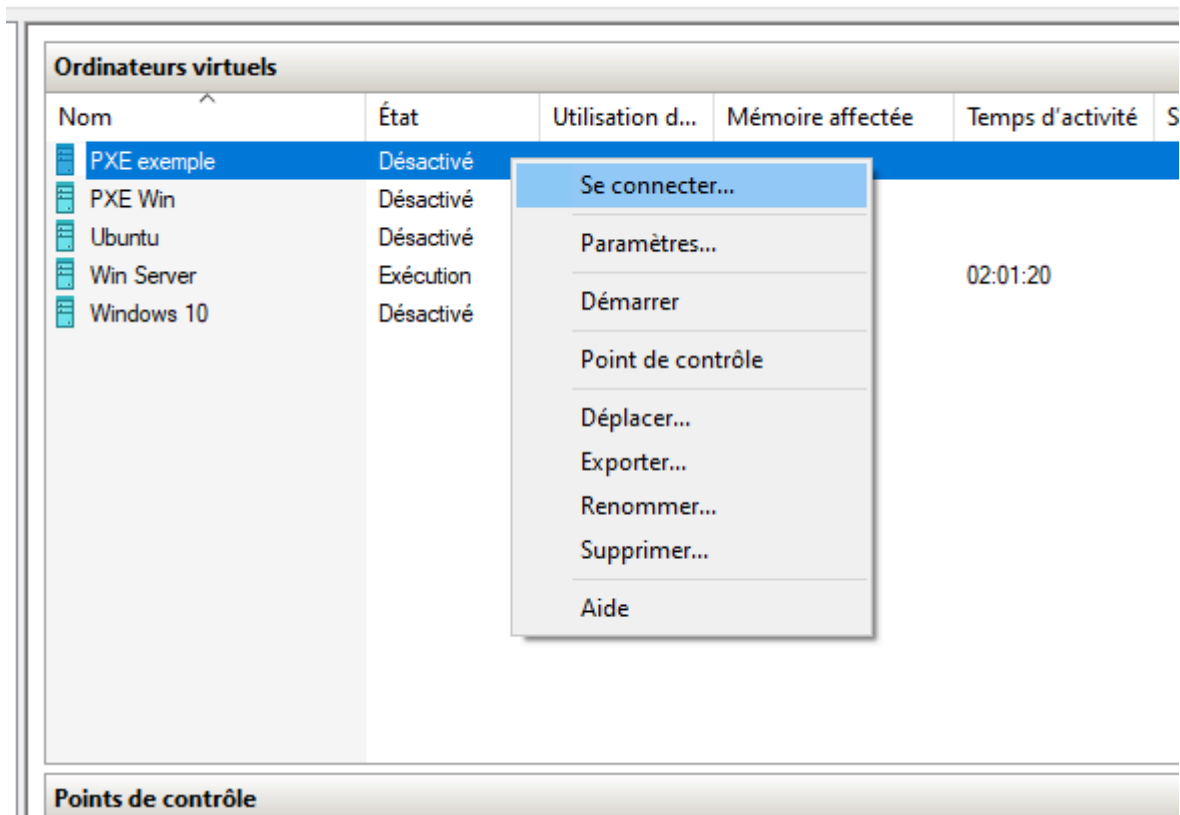 Ordinateurs virtuels
Nom État Utilisation d... Mémoire affectée Temps d'activité S
PXE exemple Désactivé
PXE Win Désactivé
Ubuntu Désactivé
Win Server Exécution 02:01:20
Windows 10 Désactivé
Se connecter...
Paramètres...
Démarrer
Point de contrôle
Déplacer...
Exporter...
Renommer...
Supprimer...
Aide
Points de contrôle